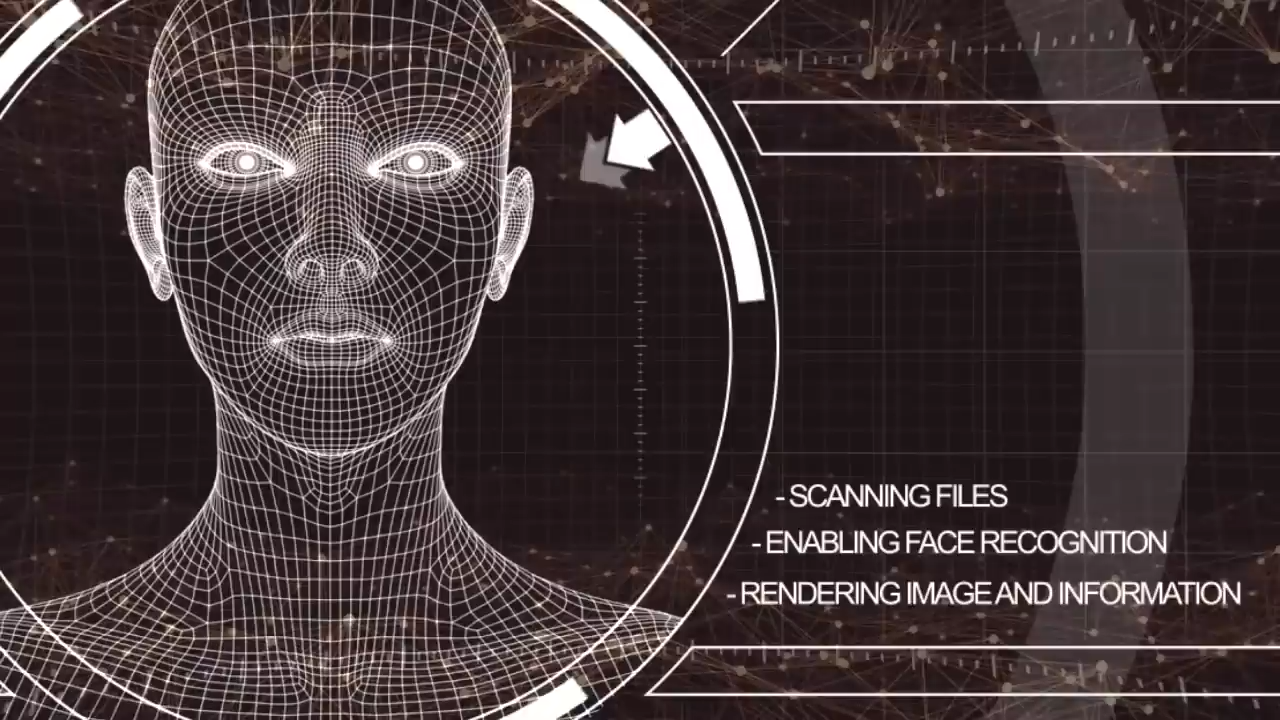 - SCANNING FILES
- ENABLING FACE RECOGNITION
- RENDERING IMAGE AND INFORMATION